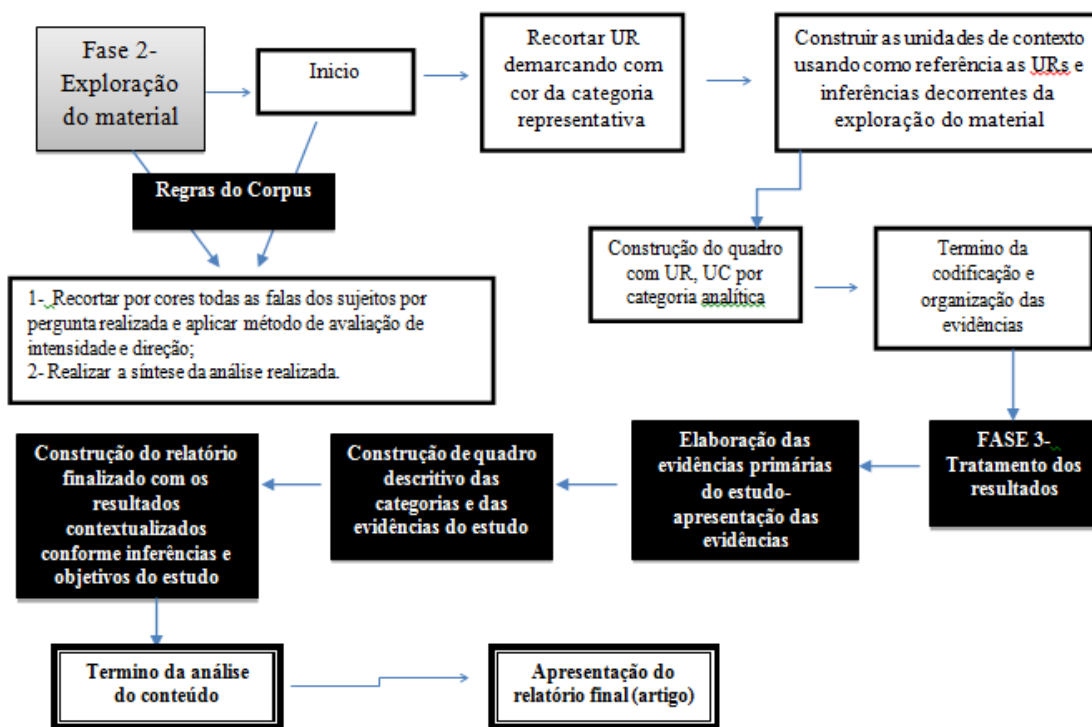 Fase 2-
Exploração
do material
Inicio
Recortar UR
demarcando com
cor da categoria
representativa
Construir as unidades de contexto
usando como referência as URs e
inferências decorrentes da
exploração do material
Regras do Corpus
1- Recortar por cores todas as falas dos sujeitos por
pergunta realizada e aplicar método de avaliação de
intensidade e direção;
2- Realizar a síntese da análise realizada.
Construção do quadro
com UR, UC por
categoria analítica
Termino da
codificação e
organização das
evidências
FASE 3-
Tratamento dos
resultados
Elaboração das
evidências primárias
do estudo-
apresentação das
evidências
Construção de quadro
descritivo das
categorias e das
evidências do estudo
Construção do relatório
finalizado com os
resultados
contextualizados
conforme inferências e
objetivos do estudo
Termino da análise
do conteúdo
Apresentação do
relatório final (artigo)